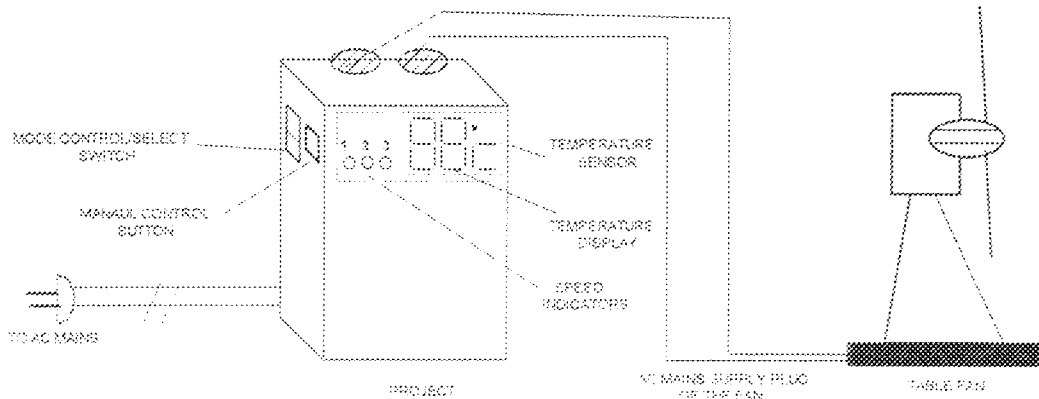 MODE CONTROL/SELECT
SWITCH
MANAUL CONTROL
BUTTON
TO AC MAINS
1 2 3
TEMPERATURE
SENSOR
TEMPERATURE
DISPLAY
SPEED
INDICATORS
PROJECT
MAINS SUPPLY PLUG
OF THE FAN
TABLE FAN